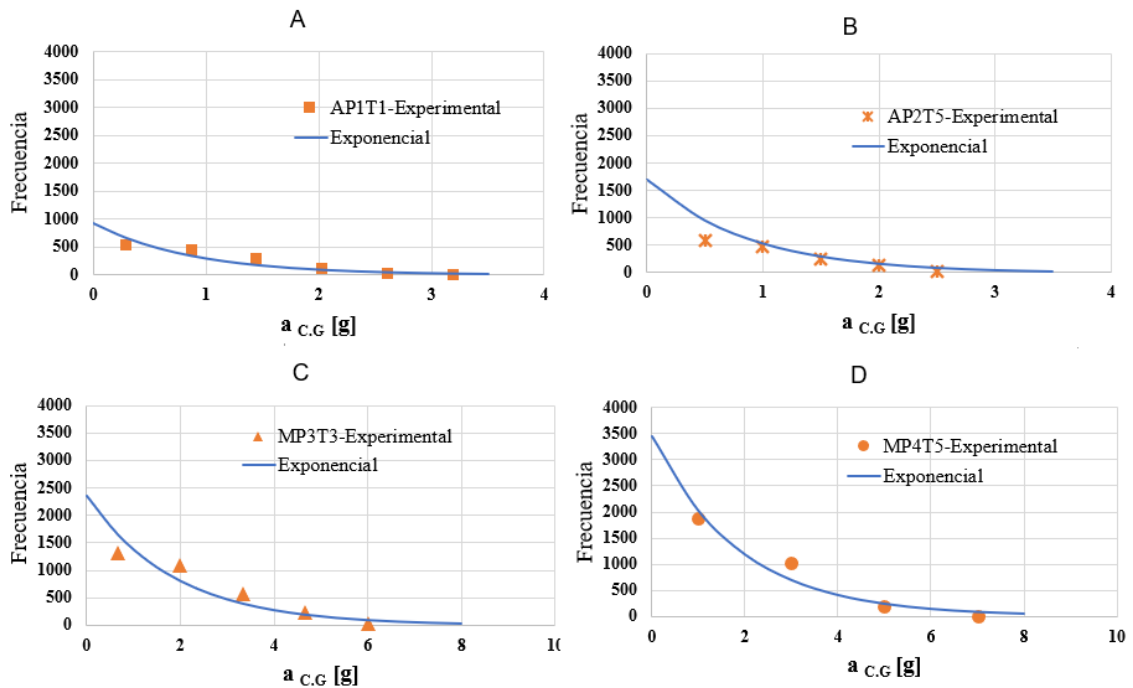 A
4000
3500
3000
2500
2000
1500
1000
500
0
Frecuencia
AP1T1-Experimental
Exponencial
0 1 2 3 4
a C.G [g]
B
4000
3500
3000
2500
2000
1500
1000
500
0
Frecuencia
AP2T5-Experimental
Exponencial
0 1 2 3 4
a C.G [g]
C
4000
3500
3000
2500
2000
1500
1000
500
0
Frecuencia
MP3T3-Experimental
Exponencial
0 2 4 6 8 10
a C.G [g]
D
4000
3500
3000
2500
2000
1500
1000
500
0
Frecuencia
MP4T5-Experimental
Exponencial
0 2 4 6 8 10
a C.G [g]